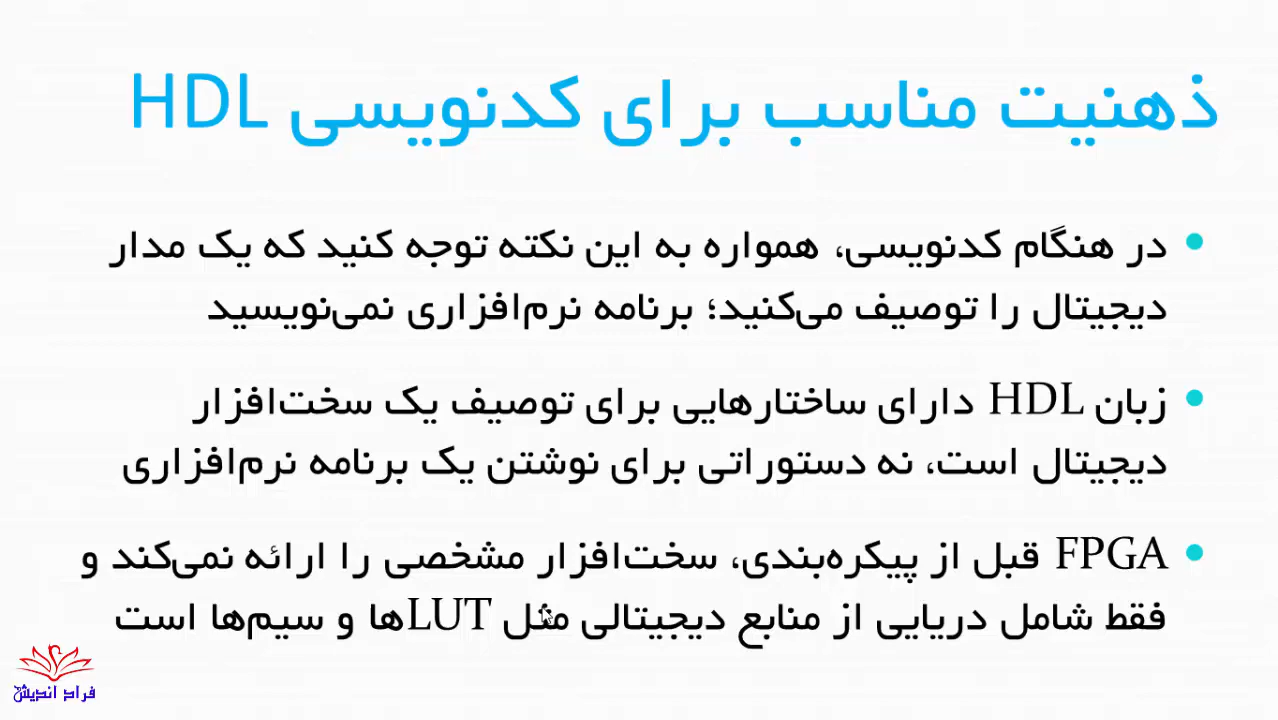 ذهنیت مناسب برای کدنویسی HDL
در هنگام کدنویسی، همواره به این نکته توجه کنید که یک مدار
دیجیتال را توصیف می‌کنید؛ برنامه نرم‌افزاری نمی‌نویسید
زبان HDL دارای ساختارهایی برای توصیف یک سخت‌افزار
دیجیتال است، نه دستوراتی برای نوشتن یک برنامه نرم‌افزاری
FPGA قبل از پیکره‌بندی، سخت‌افزار مشخصی را ارائه نمی‌کند و
فقط شامل دریایی از منابع دیجیتالی مثل LUTها و سیم‌ها است
فراد اندیش